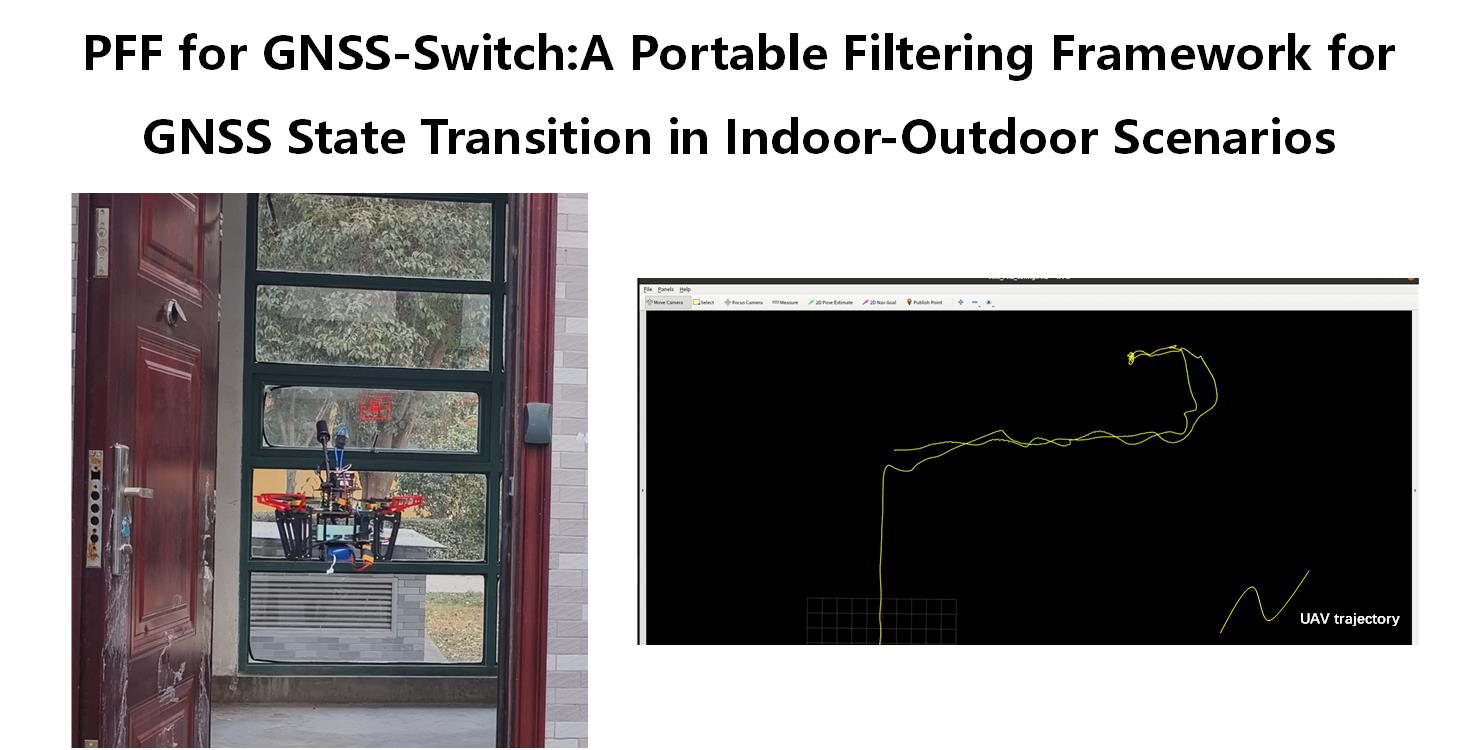 PFF for GNSS-Switch:A Portable Filtering Framework for
GNSS State Transition in Indoor-Outdoor Scenarios
File Panels Help
Move Camera Select Focus Camera Measure 2D Pose Estimate 2D Nav Goal Publish Point
UAV trajectory